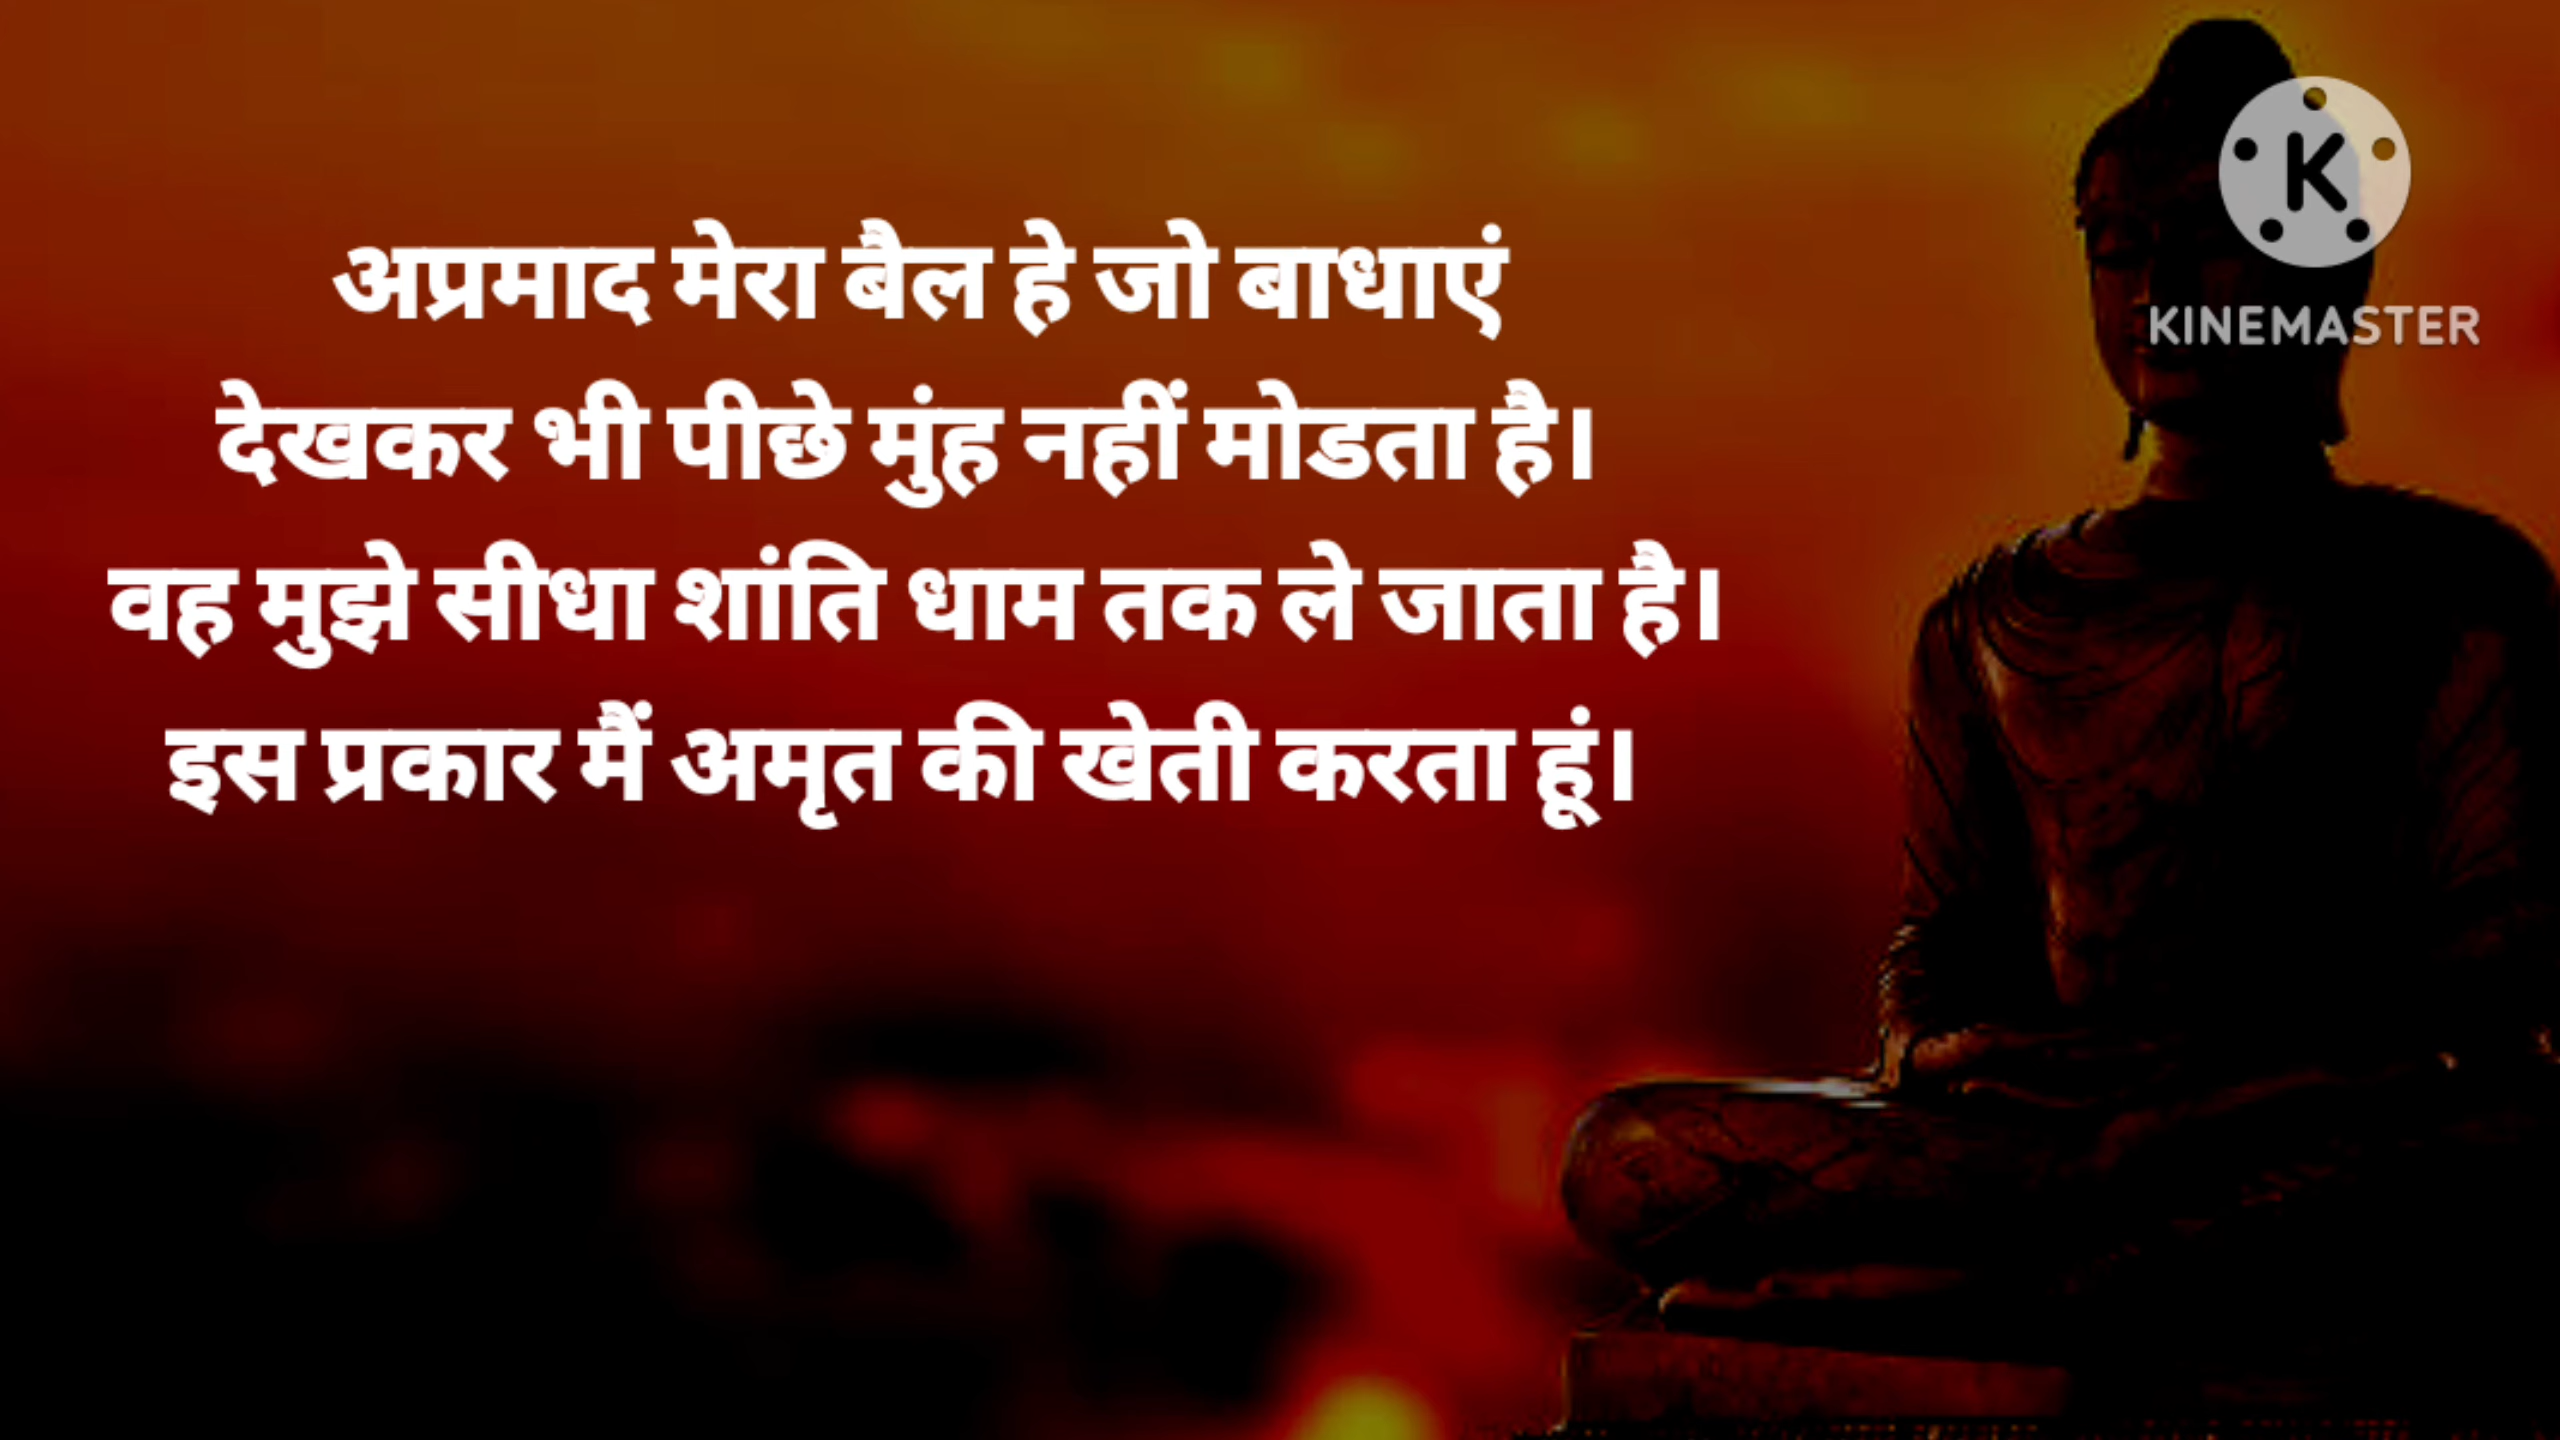 अप्रमाद मेरा बैल हे जो बाधाएं
देखकर भी पीछे मुंह नहीं मोडता है।
वह मुझे सीधा शांति धाम तक ले जाता है।
इस प्रकार मैं अमृत की खेती करता हूं।
K
KINEMASTER